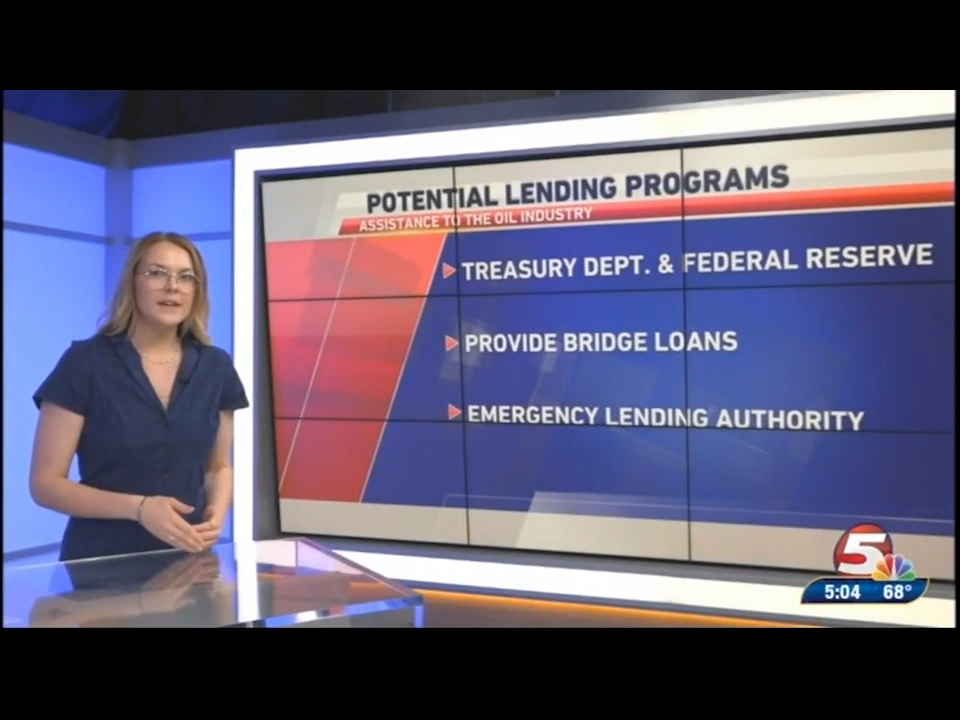 POTENTIAL LENDING PROGRAMS
ASSISTANCE TO THE OIL INDUSTRY
TREASURY DEPT. & FEDERAL RESERVE
PROVIDE BRIDGE LOANS
EMERGENCY LENDING AUTHORITY
5
5:04 68°